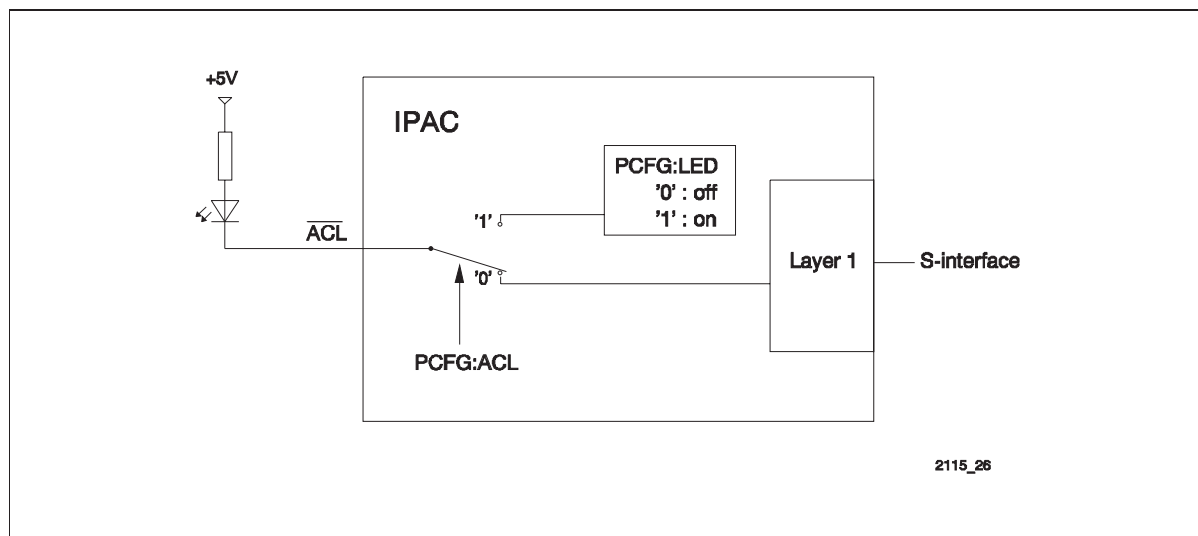 +5V
IPAC
PCFG:LED
'0' : off
'1' : on
'1'
ACL
Layer 1
S-interface
'0'
PCFG:ACL
2115_26